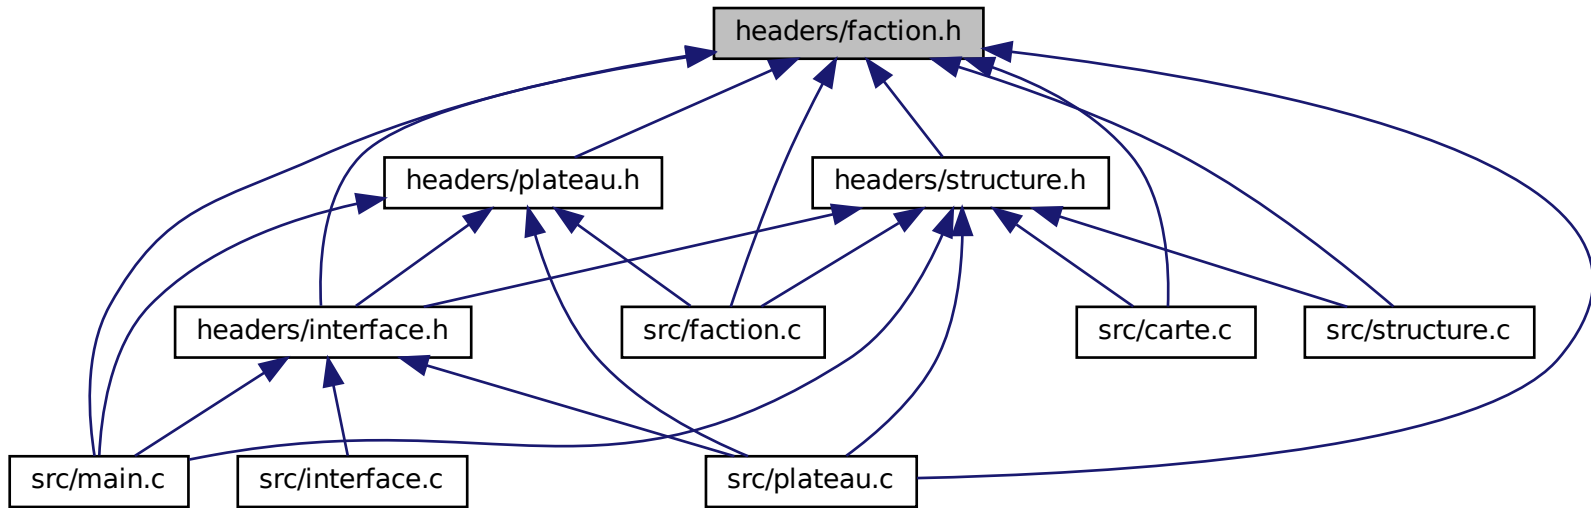 headers/faction.h
headers/plateau.h
headers/structure.h
headers/interface.h
src/faction.c
src/carte.c
src/structure.c
src/main.c
src/interface.c
src/plateau.c